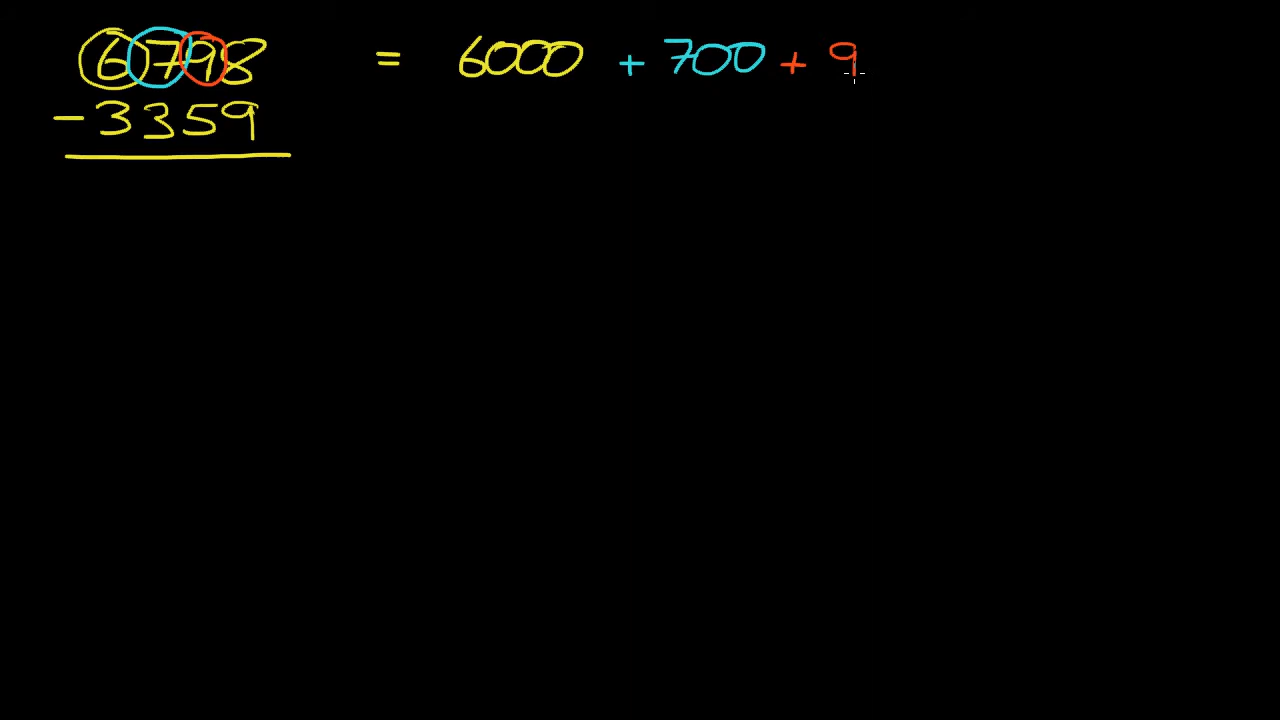 6798 = 6000 + 700 + 9
- 3359